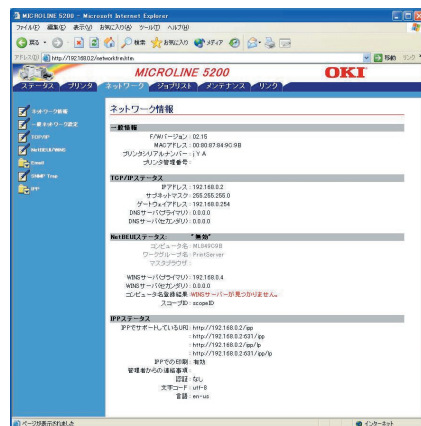 MICROLINE 5200 - Microsoft Internet Explorer
ファイル(F) 編集(E) 表示(V) お気に入り(A) ツール(T) ヘルプ(H)
戻る 検索 お気に入り メディア
アドレス(D) http://192.168.0.2/networkfrm.htm 移動 リンク
MICROLINE 5200 OKI
ステータス プリンタ ネットワーク ジョブリスト メンテナンス リンク
ネットワーク情報
一般ネットワーク設定
TCP/IP
NetBEUI/WINS
Email
SNMP Trap
IPP
ネットワーク情報
一般情報
F/Wバージョン : 02.15
MACアドレス : 00:80:87:84:9C:9B
プリンタシリアルナンバー : j Y A
プリンタ管理番号 :
TCP/IPステータス
IPアドレス : 192.168.0.2
サブネットマスク : 255.255.255.0
ゲートウェイアドレス : 192.168.0.254
DNSサーバ(プライマリ) : 0.0.0.0
DNSサーバ(セカンダリ) : 0.0.0.0
NetBEUIステータス: "無効"
コンピュータ名 : ML849C9B
ワークグループ名 : PrintServer
マスタブラウザ :
WINSサーバ(プライマリ) : 192.168.0.4
WINSサーバ(セカンダリ) : 0.0.0.0
コンピュータ名登録結果 : WINSサーバーが見つかりません。
スコープID : scopeID
IPPステータス
IPPでサポートしているURI : http://192.168.0.2/ipp
: http://192.168.0.2:631/ipp
: http://192.168.0.2/ipp/lp
: http://192.168.0.2:631/ipp/lp
IPPでの印刷 : 有効
管理者からの連絡事項 :
認証 : なし
文字コード : utf-8
言語 : en-us
ページが表示されました インターネット